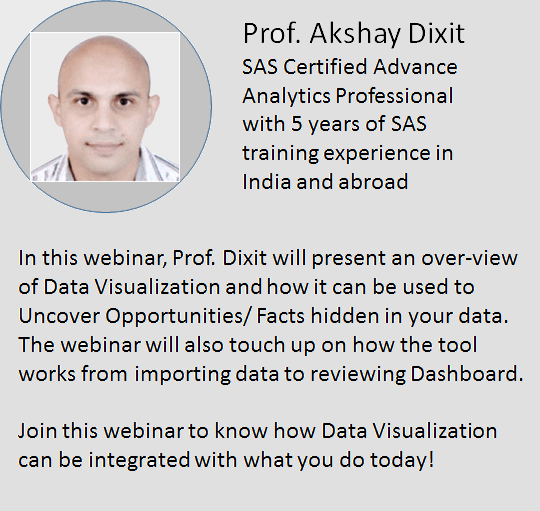 Prof. Akshay Dixit
SAS Certified Advance
Analytics Professional
with 5 years of SAS
training experience in
India and abroad
In this webinar, Prof. Dixit will present an over-view
of Data Visualization and how it can be used to
Uncover Opportunities/ Facts hidden in your data.
The webinar will also touch up on how the tool
works from importing data to reviewing Dashboard.
Join this webinar to know how Data Visualization
can be integrated with what you do today!